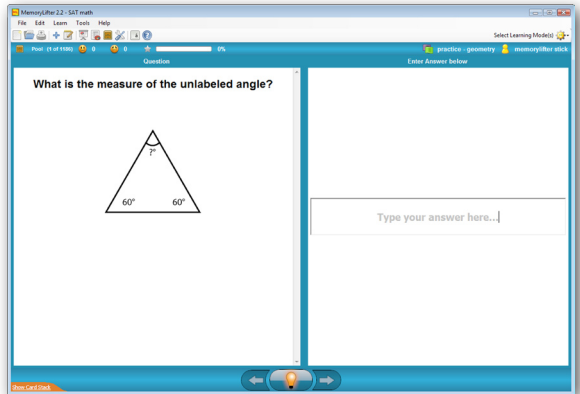 MemoryLifter 2.2 - SAT math
File Edit Learn Tools Help
Select Learning Mode(s)
Pool (1 of 1185) 0 0 0% practice - geometry memorylifter stick
Question Enter Answer below
What is the measure of the unlabeled angle?
?°
60° 60°
Type your answer here...
Show Card Stack